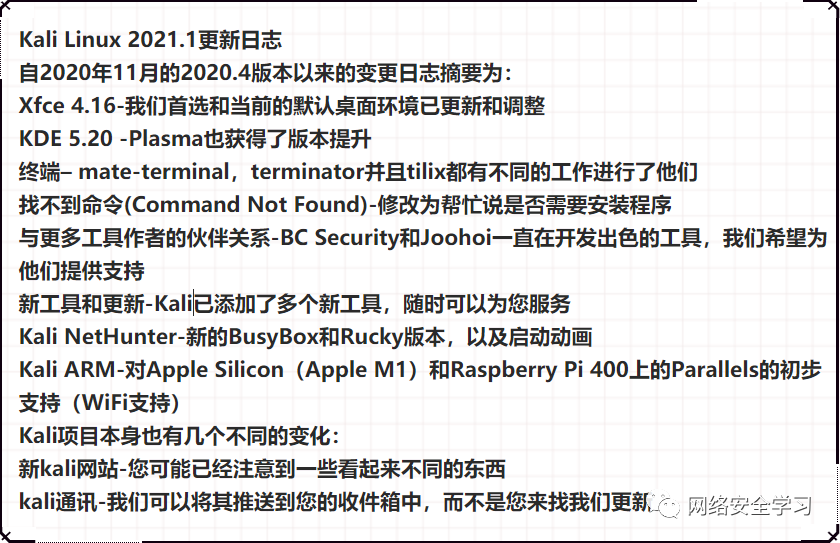 Kali Linux 2021.1更新日志
自2020年11月的2020.4版本以来的变更日志摘要为：
Xfce 4.16-我们首选和当前的默认桌面环境已更新和调整
KDE 5.20 -Plasma也获得了版本提升
终端– mate-terminal，terminator并且tilix都有不同的工作进行了他们
找不到命令(Command Not Found)-修改为帮忙说是否需要安装程序
与更多工具作者的伙伴关系-BC Security和Joohoi一直在开发出色的工具，我们希望为
他们提供支持
新工具和更新-Kali已添加了多个新工具，随时可以为您服务
Kali NetHunter-新的BusyBox和Rucky版本，以及启动动画
Kali ARM-对Apple Silicon（Apple M1）和Raspberry Pi 400上的Parallels的初步
支持（WiFi支持）
Kali项目本身也有几个不同的变化：
新kali网站-您可能已经注意到一些看起来不同的东西
kali通讯-我们可以将其推送到您的收件箱中，而不是您来找我们更新
网络安全学习